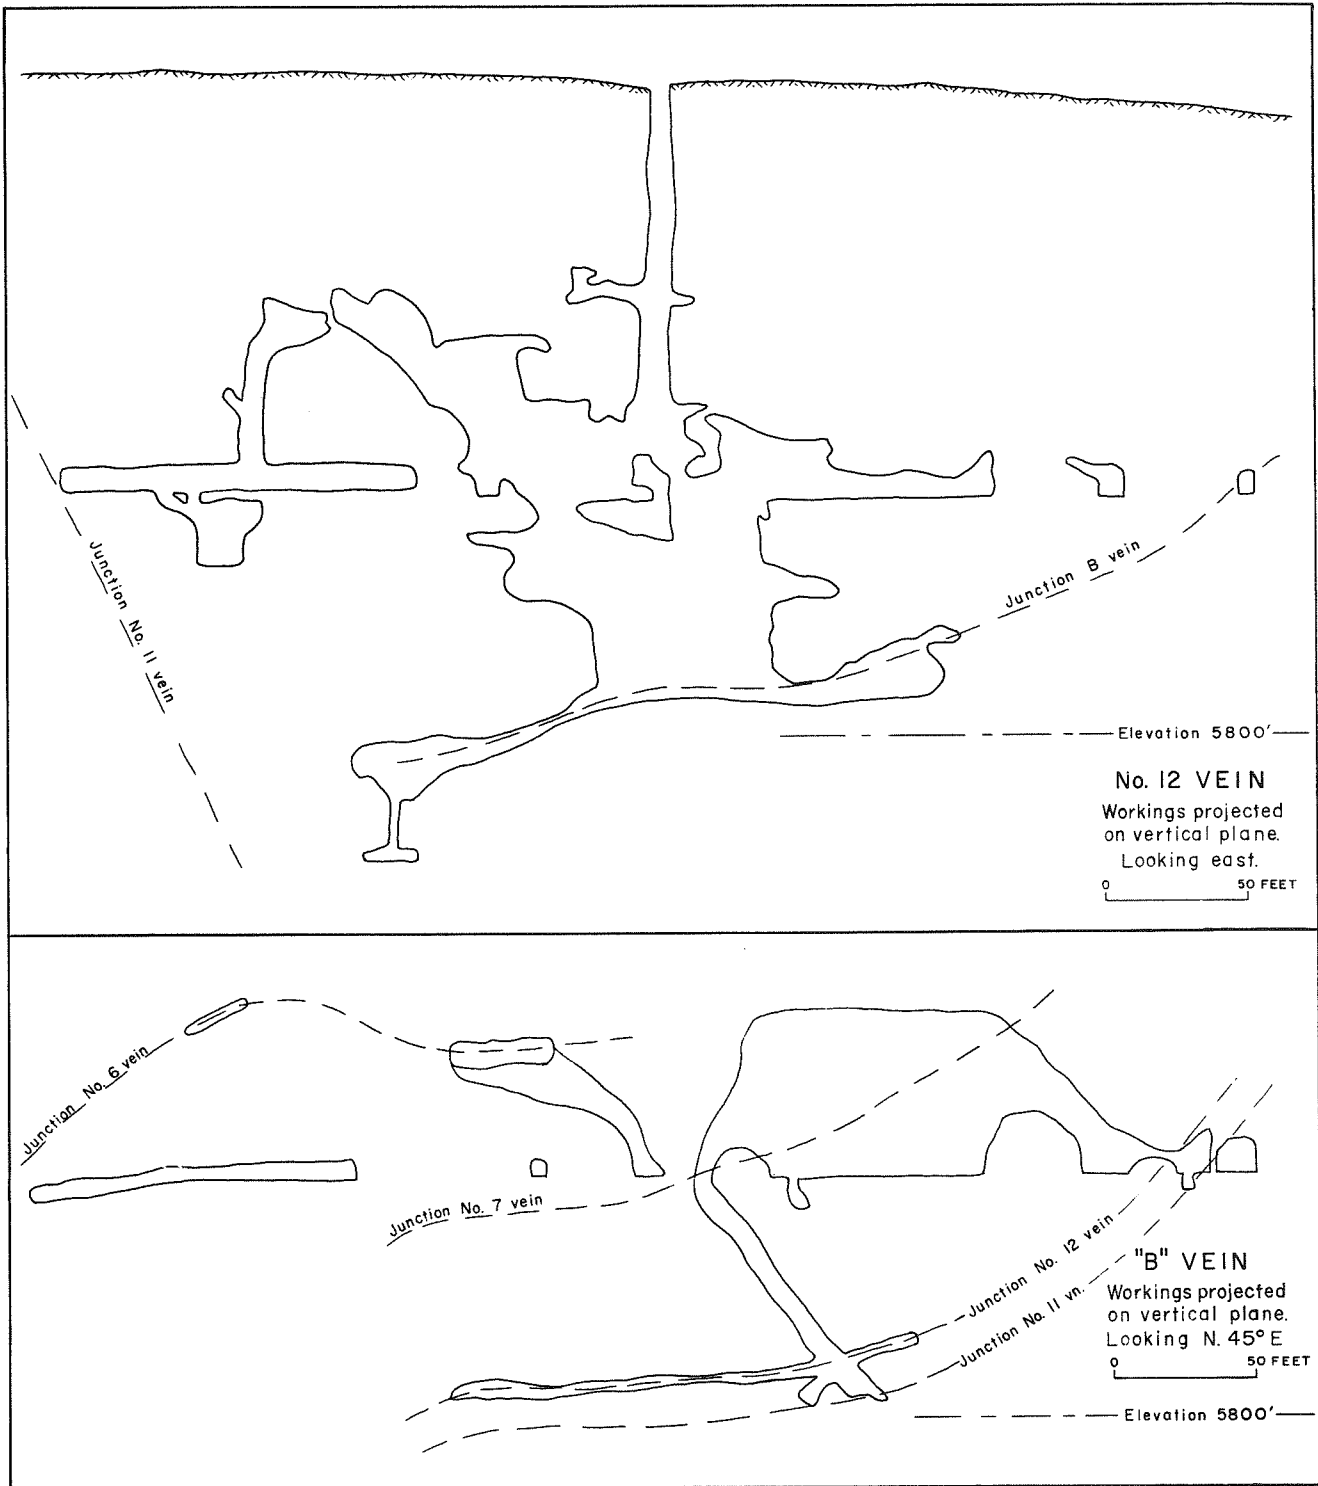 Junction No. 11 vein
Junction B vein
Elevation 5800'
No. 12 VEIN
Workings projected
on vertical plane.
Looking east.
0 50 FEET
Junction No. 6 vein
Junction No. 7 vein
Junction No. 12 vein
Junction No. 11 vn.
"B" VEIN
Workings projected
on vertical plane.
Looking N. 45° E
0 50 FEET
Elevation 5800'